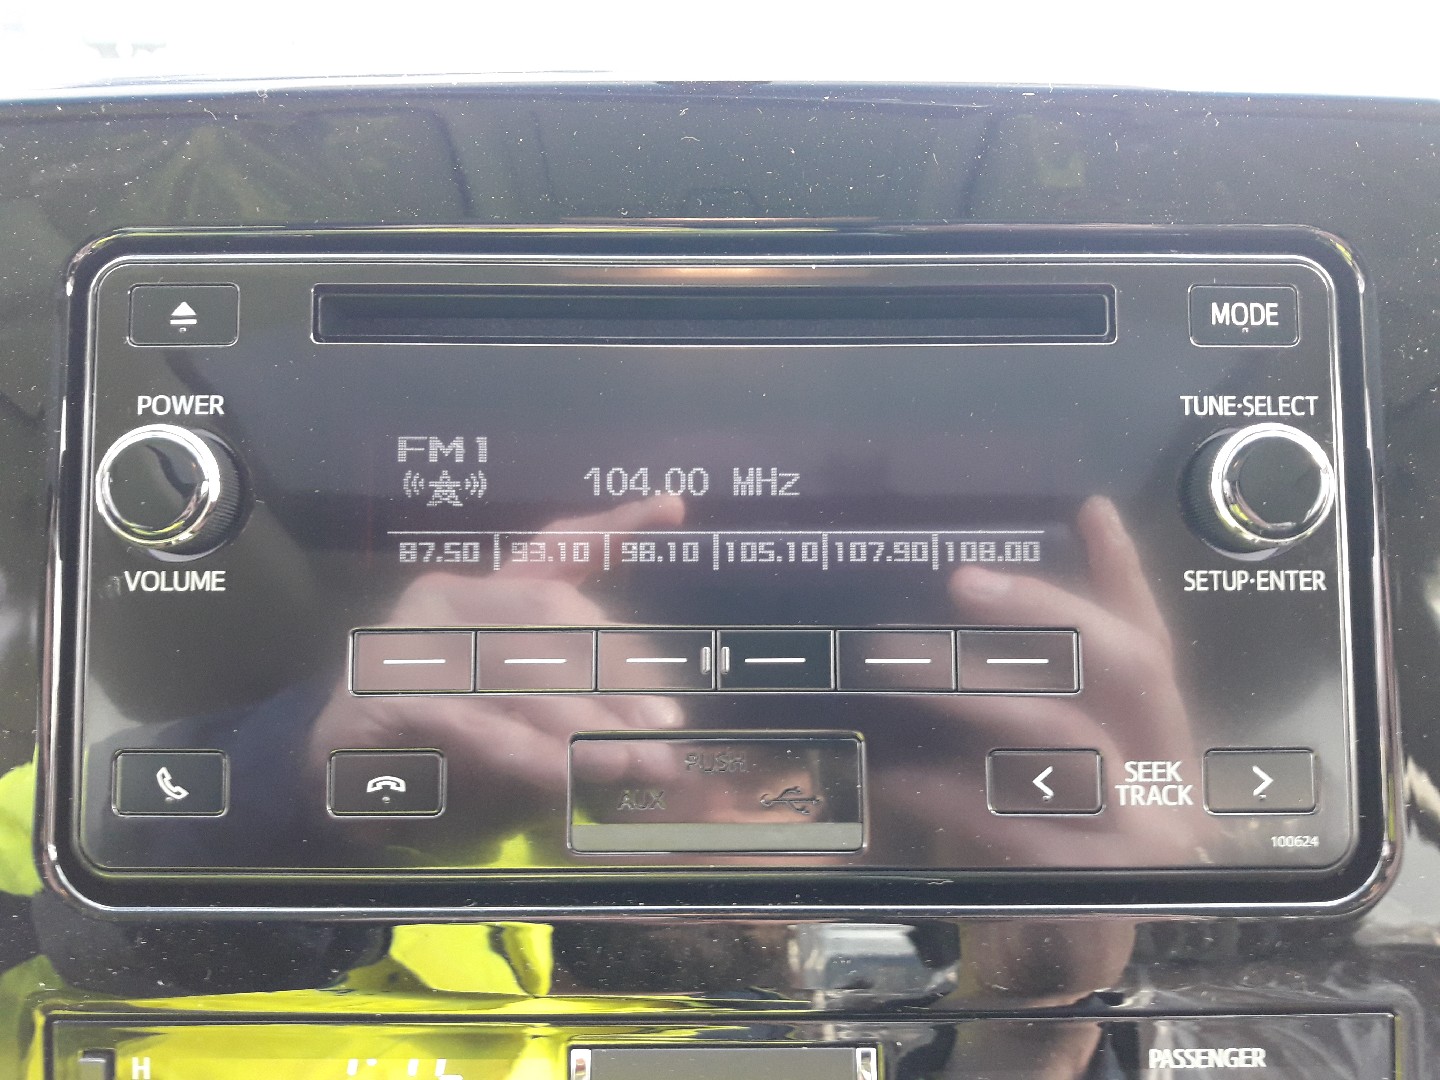 MODE
POWER
TUNE·SELECT
FM1
104.00 MHz
87.50 93.10 98.10 105.10 107.90 108.00
VOLUME
SETUP·ENTER
PUSH
AUX
SEEK
TRACK
100624
H
PASSENGER